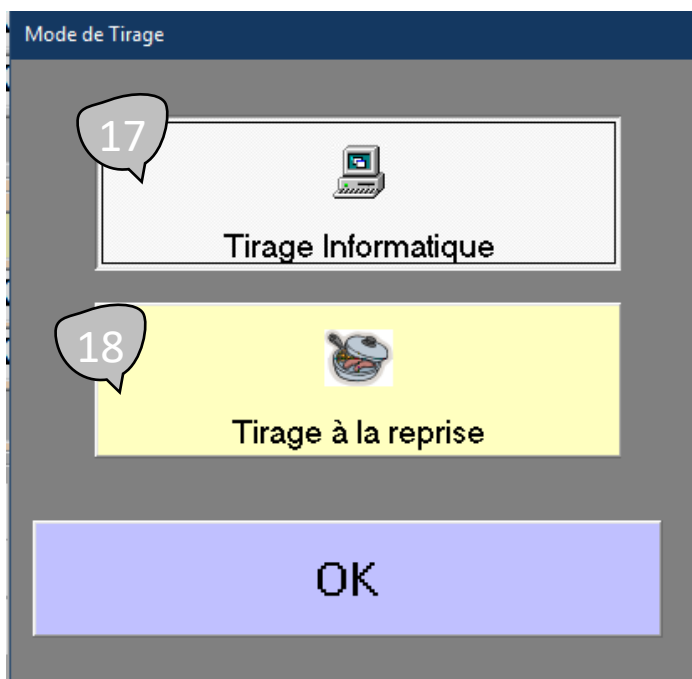 Mode de Tirage
17
Tirage Informatique
18
Tirage à la reprise
OK